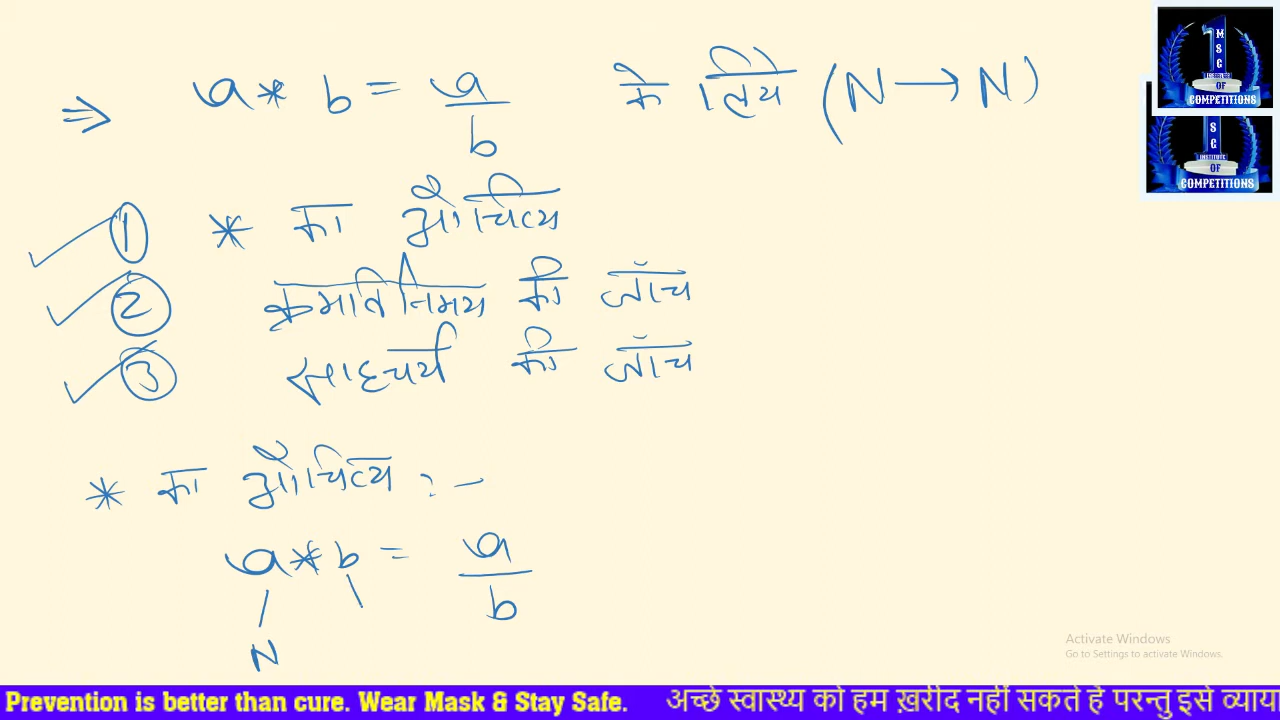 ⇒ a * b = a/b के लिये (N → N)
① * का औचित्य
② क्रमविनिमय की जाँच
③ साहचर्य की जाँच
* का औचित्य :-
a * b = a/b
N
1
MSC
INSTITUTE
OF
COMPETITIONS
SC
INSTITUTE
OF
COMPETITIONS
Activate Windows
Go to Settings to activate Windows.
Prevention is better than cure. Wear Mask & Stay Safe. अच्छे स्वास्थ्य को हम ख़रीद नहीं सकते हे परन्तु इसे व्याया